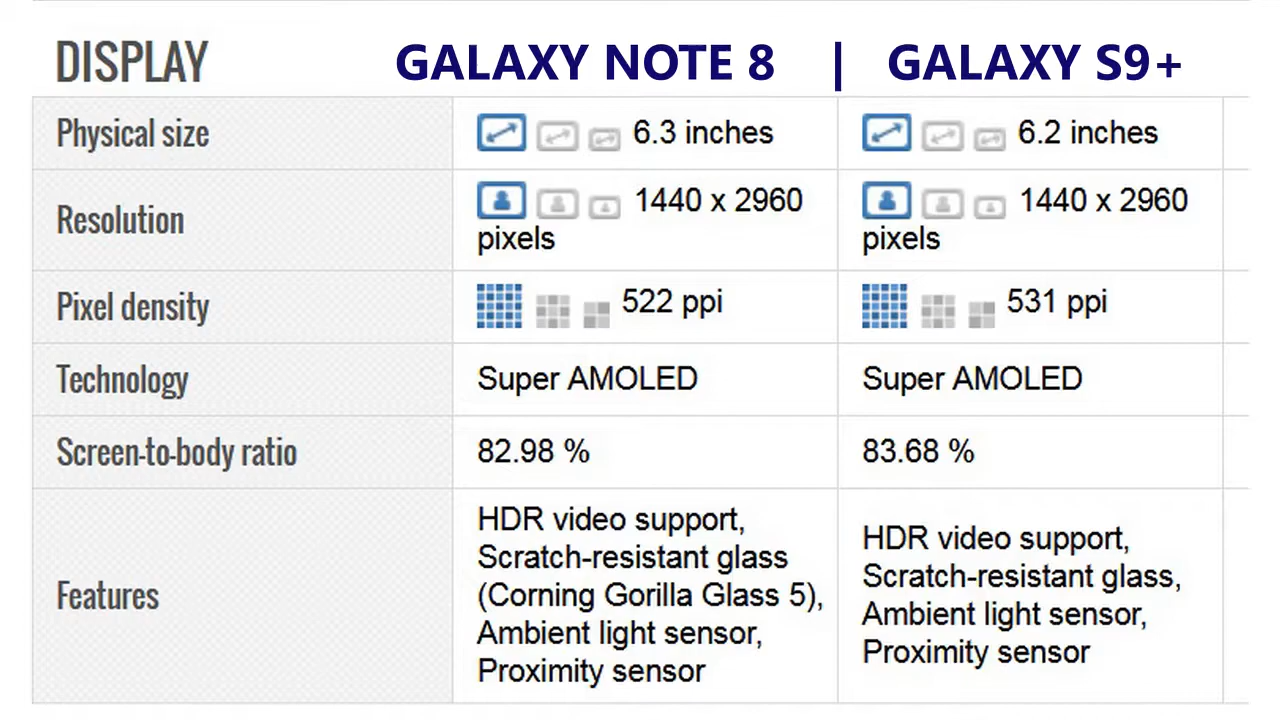 DISPLAY GALAXY NOTE 8 | GALAXY S9+
Physical size 6.3 inches 6.2 inches
Resolution 1440 x 2960 pixels 1440 x 2960 pixels
Pixel density 522 ppi 531 ppi
Technology Super AMOLED Super AMOLED
Screen-to-body ratio 82.98 % 83.68 %
Features
HDR video support,
Scratch-resistant glass
(Corning Gorilla Glass 5),
Ambient light sensor,
Proximity sensor
HDR video support,
Scratch-resistant glass,
Ambient light sensor,
Proximity sensor